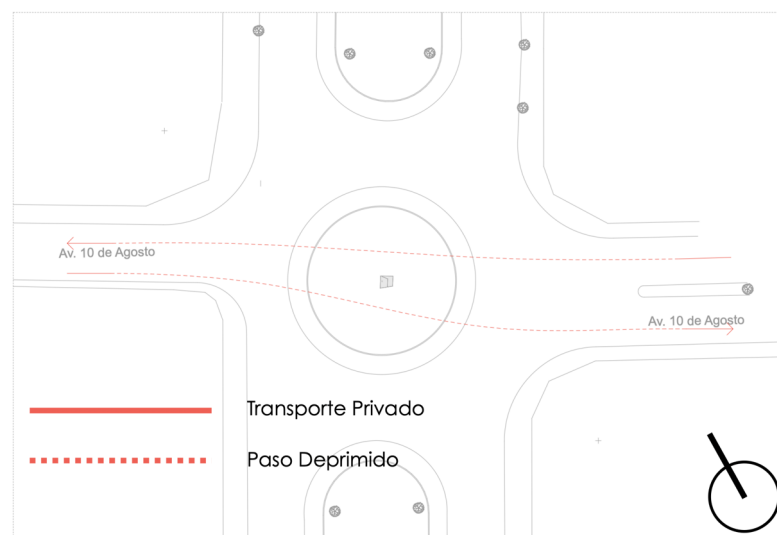 Av. 10 de Agosto
Av. 10 de Agosto
Transporte Privado
Paso Deprimido